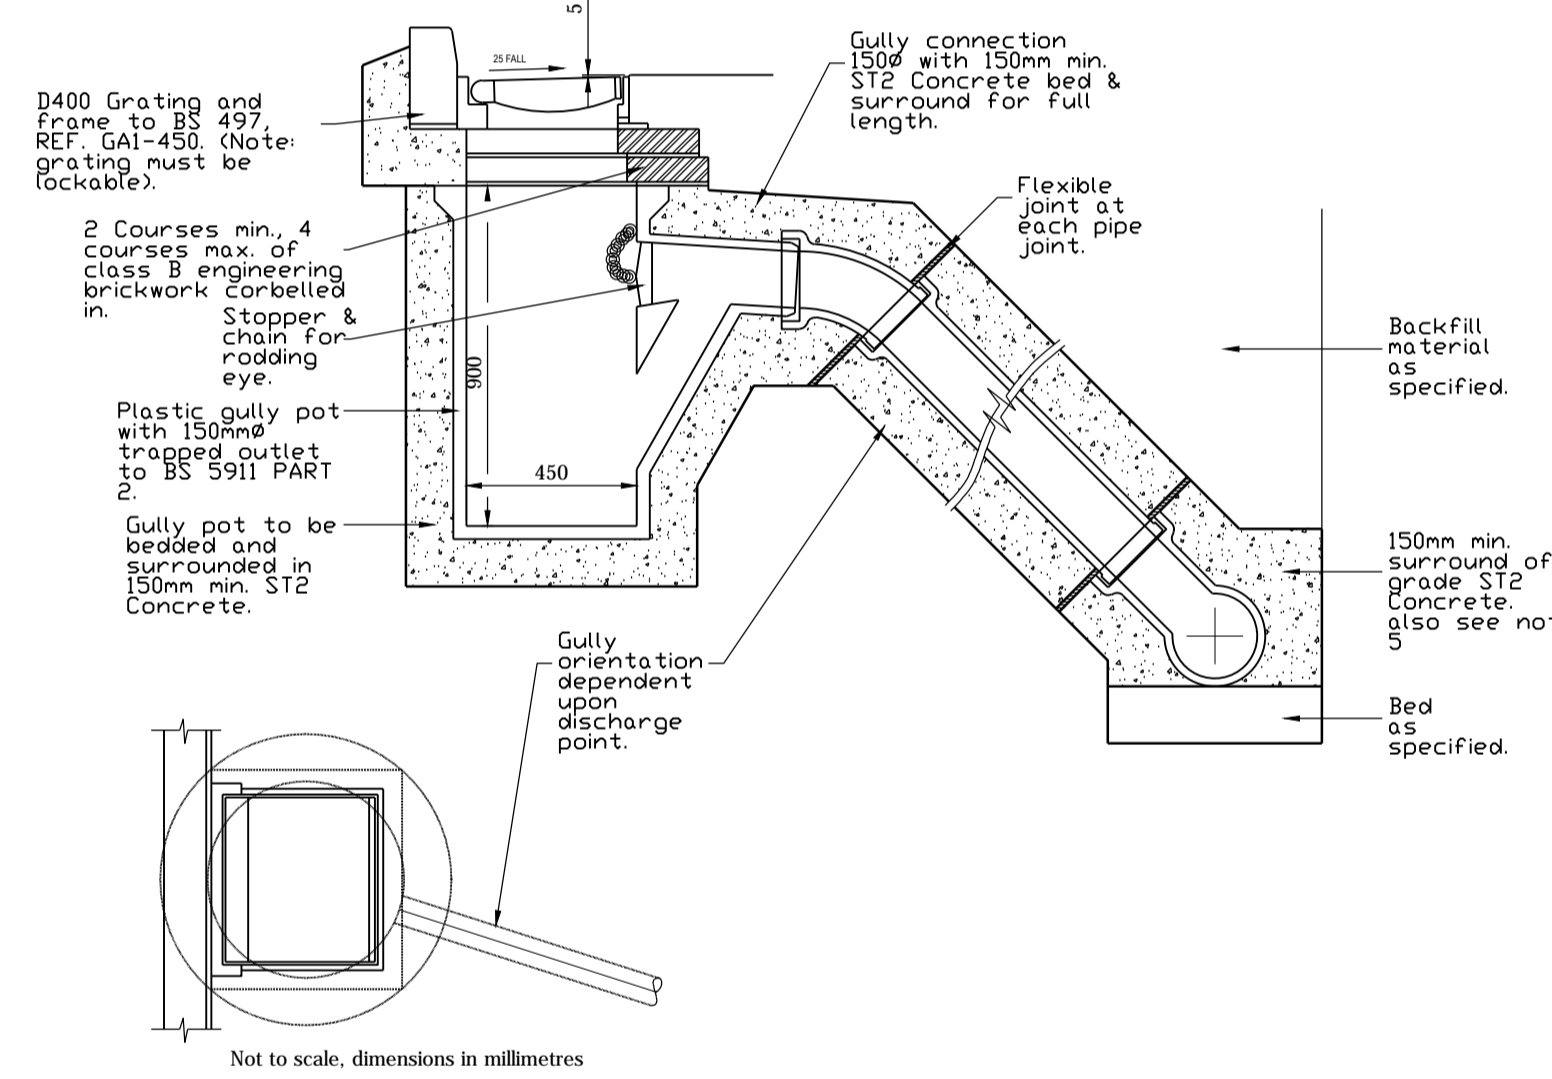 5
25 FALL
Gully connection
150Ø with 150mm min.
ST2 Concrete bed &
surround for full
length.
D400 Grating and
frame to BS 497,
REF. GA1-450. (Note:
grating must be
lockable).
Flexible
joint at
each pipe
joint.
2 Courses min., 4
courses max. of
class B engineering
brickwork corbelled
in.
Stopper &
chain for
rodding
eye.
Backfill
material
as
specified.
900
Plastic gully pot
with 150mmØ
trapped outlet
to BS 5911 PART
2.
450
Gully pot to be
bedded and
surrounded in
150mm min. ST2
Concrete.
150mm min.
surround of
grade ST2
Concrete.
also see
5
Gully
orientation
dependent
upon
discharge
point.
Bed
as
specified.
Not to scale, dimensions in millimetres